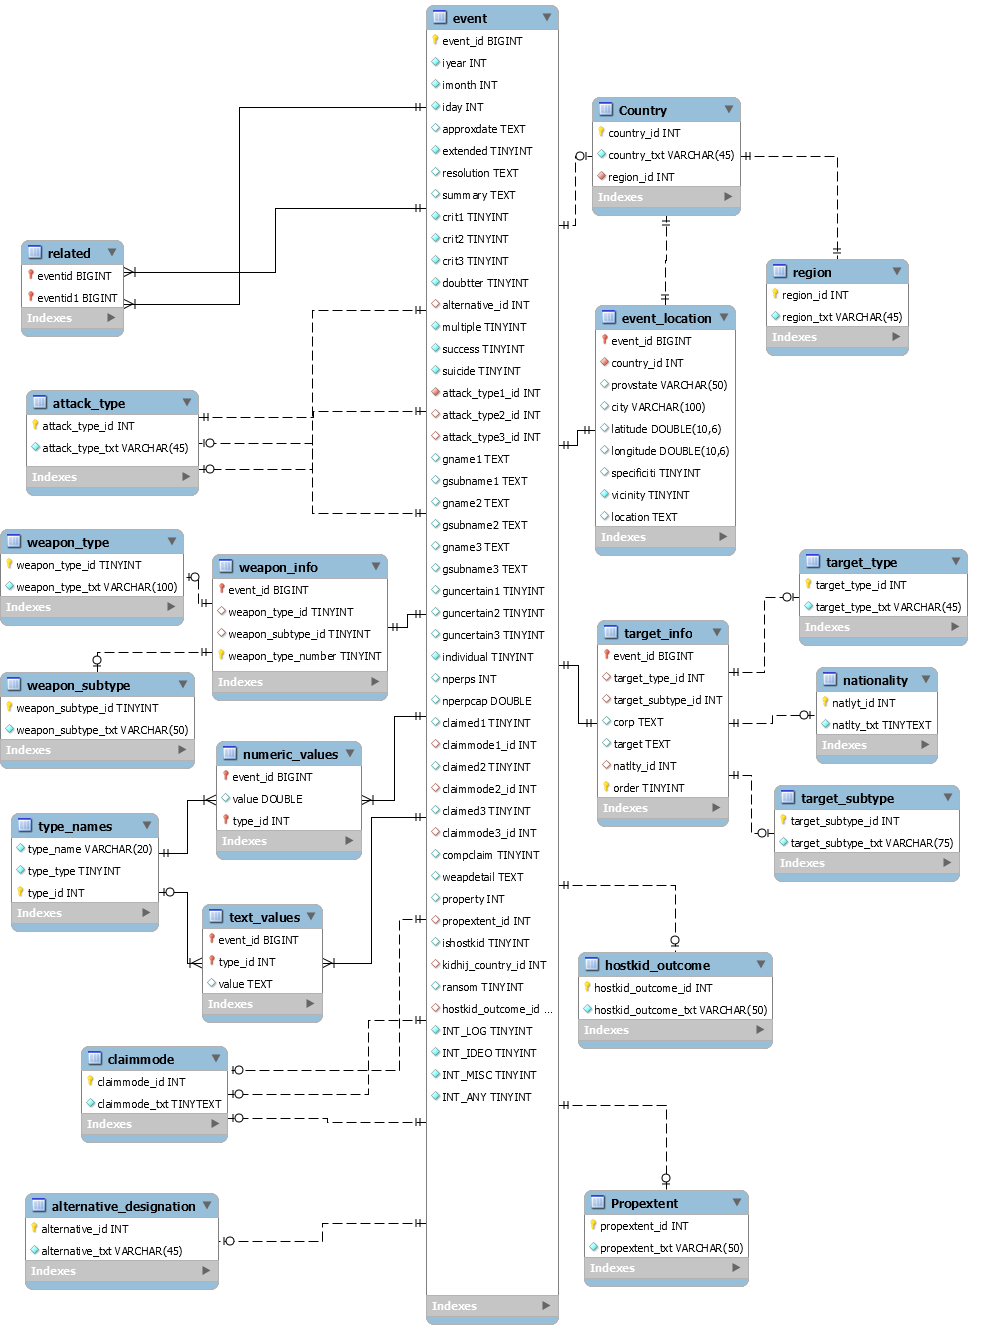 event
event_id BIGINT
iyear INT
imonth INT
iday INT
approxdate TEXT
extended TINYINT
resolution TEXT
summary TEXT
crit1 TINYINT
crit2 TINYINT
crit3 TINYINT
doubtter TINYINT
alternative_id INT
multiple TINYINT
success TINYINT
suicide TINYINT
attack_type1_id INT
attack_type2_id INT
attack_type3_id INT
gname1 TEXT
gsubname1 TEXT
gname2 TEXT
gsubname2 TEXT
gname3 TEXT
gsubname3 TEXT
guncertain1 TINYINT
guncertain2 TINYINT
guncertain3 TINYINT
individual TINYINT
nperps INT
nperpcap DOUBLE
claimed1 TINYINT
claimmode1_id INT
claimed2 TINYINT
claimmode2_id INT
claimed3 TINYINT
claimmode3_id INT
compclaim TINYINT
weapdetail TEXT
property INT
propextent_id INT
ishostkid TINYINT
kidhij_country_id INT
ransom TINYINT
hostkid_outcome_id ...
INT_LOG TINYINT
INT_IDEO TINYINT
INT_MISC TINYINT
INT_ANY TINYINT
Indexes
Country
country_id INT
country_txt VARCHAR(45)
region_id INT
Indexes
region
region_id INT
region_txt VARCHAR(45)
Indexes
related
eventid BIGINT
eventid1 BIGINT
Indexes
event_location
event_id BIGINT
country_id INT
provstate VARCHAR(50)
city VARCHAR(100)
latitude DOUBLE(10,6)
longitude DOUBLE(10,6)
specificiti TINYINT
vicinity TINYINT
location TEXT
Indexes
attack_type
attack_type_id INT
attack_type_txt VARCHAR(45)
Indexes
weapon_type
weapon_type_id TINYINT
weapon_type_txt VARCHAR(100)
Indexes
weapon_info
event_id BIGINT
weapon_type_id TINYINT
weapon_subtype_id TINYINT
weapon_type_number TINYINT
Indexes
weapon_subtype
weapon_subtype_id TINYINT
weapon_subtype_txt VARCHAR(50)
Indexes
target_type
target_type_id INT
target_type_txt VARCHAR(45)
Indexes
target_info
event_id BIGINT
target_type_id INT
target_subtype_id INT
corp TEXT
target TEXT
natlty_id INT
order TINYINT
Indexes
nationality
natlyt_id INT
natlty_txt TINYTEXT
Indexes
target_subtype
target_subtype_id INT
target_subtype_txt VARCHAR(75)
Indexes
numeric_values
event_id BIGINT
value DOUBLE
type_id INT
Indexes
type_names
type_name VARCHAR(20)
type_type TINYINT
type_id INT
Indexes
text_values
event_id BIGINT
type_id INT
value TEXT
Indexes
hostkid_outcome
hostkid_outcome_id INT
hostkid_outcome_txt VARCHAR(50)
Indexes
claimmode
claimmode_id INT
claimmode_txt TINYTEXT
Indexes
alternative_designation
alternative_id INT
alternative_txt VARCHAR(45)
Indexes
Propextent
propextent_id INT
propextent_txt VARCHAR(50)
Indexes